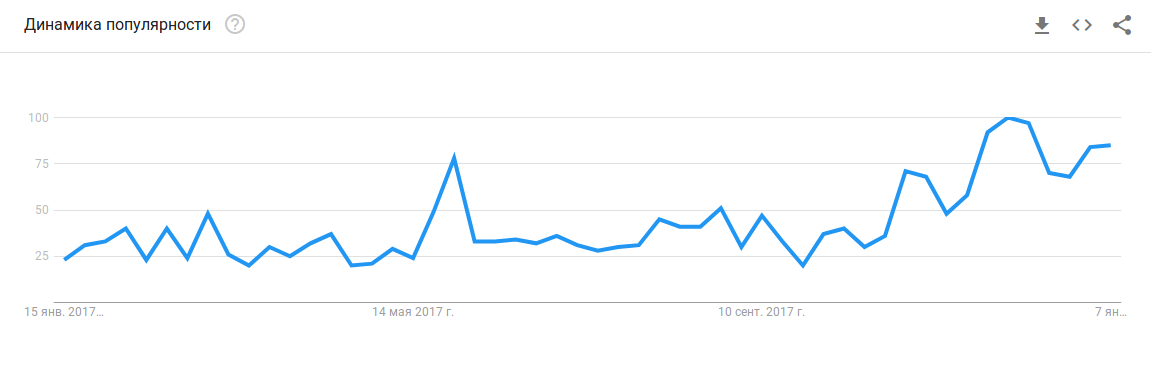 Динамика популярности ?
100
75
50
25
15 янв. 2017…
14 мая 2017 г.
10 сент. 2017 г.
7 ян…